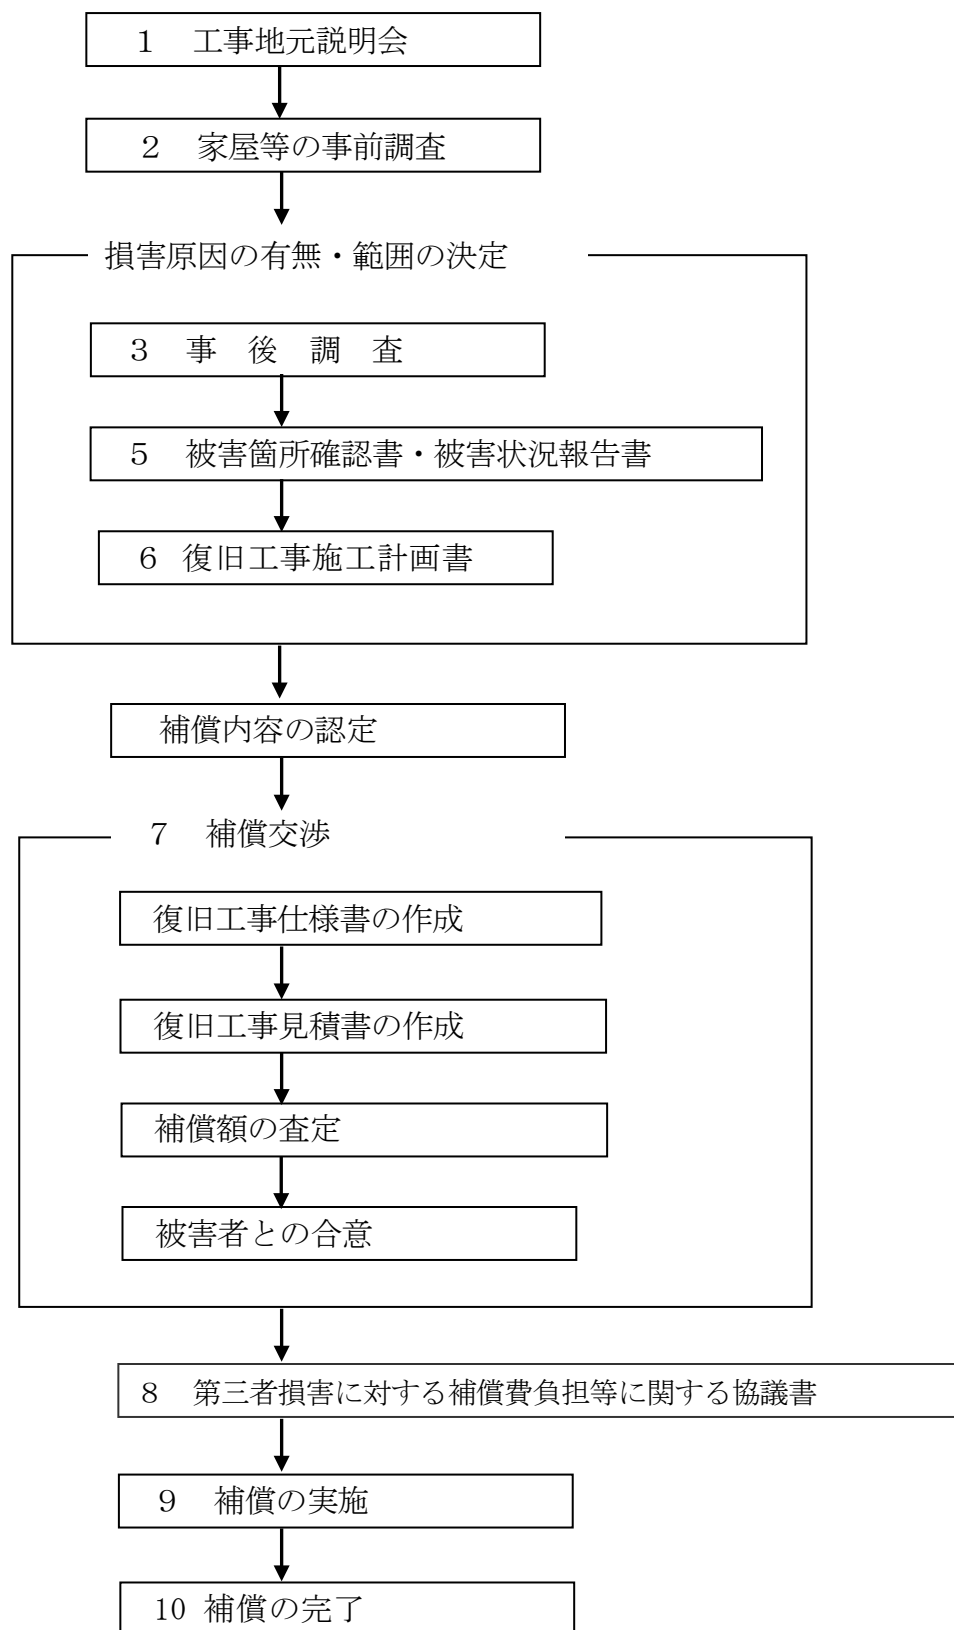 １　工事地元説明会
２　家屋等の事前調査
損害原因の有無・範囲の決定
３　事　後　調　査
５　被害箇所確認書・被害状況報告書
６　復旧工事施工計画書
補償内容の認定
７　補償交渉
復旧工事仕様書の作成
復旧工事見積書の作成
補償額の査定
被害者との合意
８　第三者損害に対する補償費負担等に関する協議書
９　補償の実施
10 補償の完了